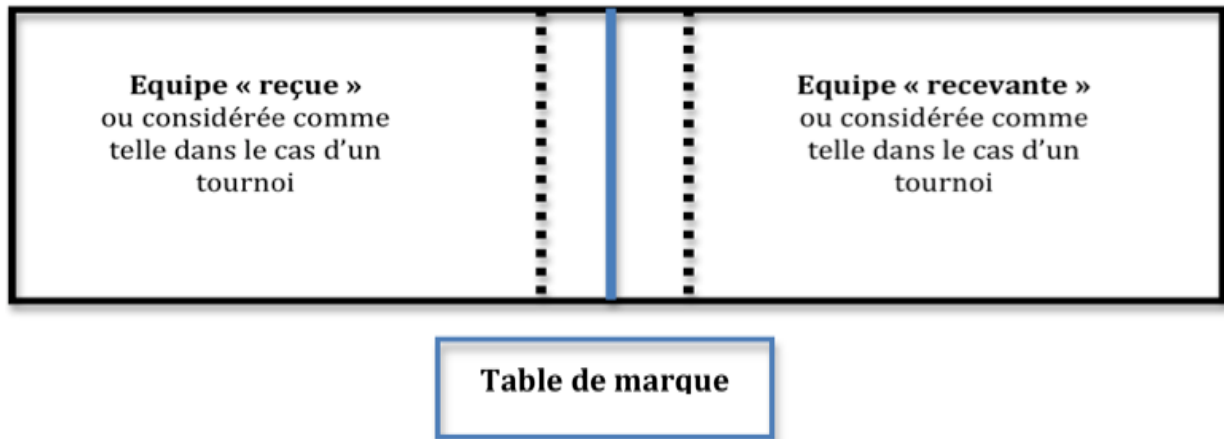 Equipe « reçue »
ou considérée comme
telle dans le cas d'un
tournoi
Equipe « recevante »
ou considérée comme
telle dans le cas d'un
tournoi
Table de marque